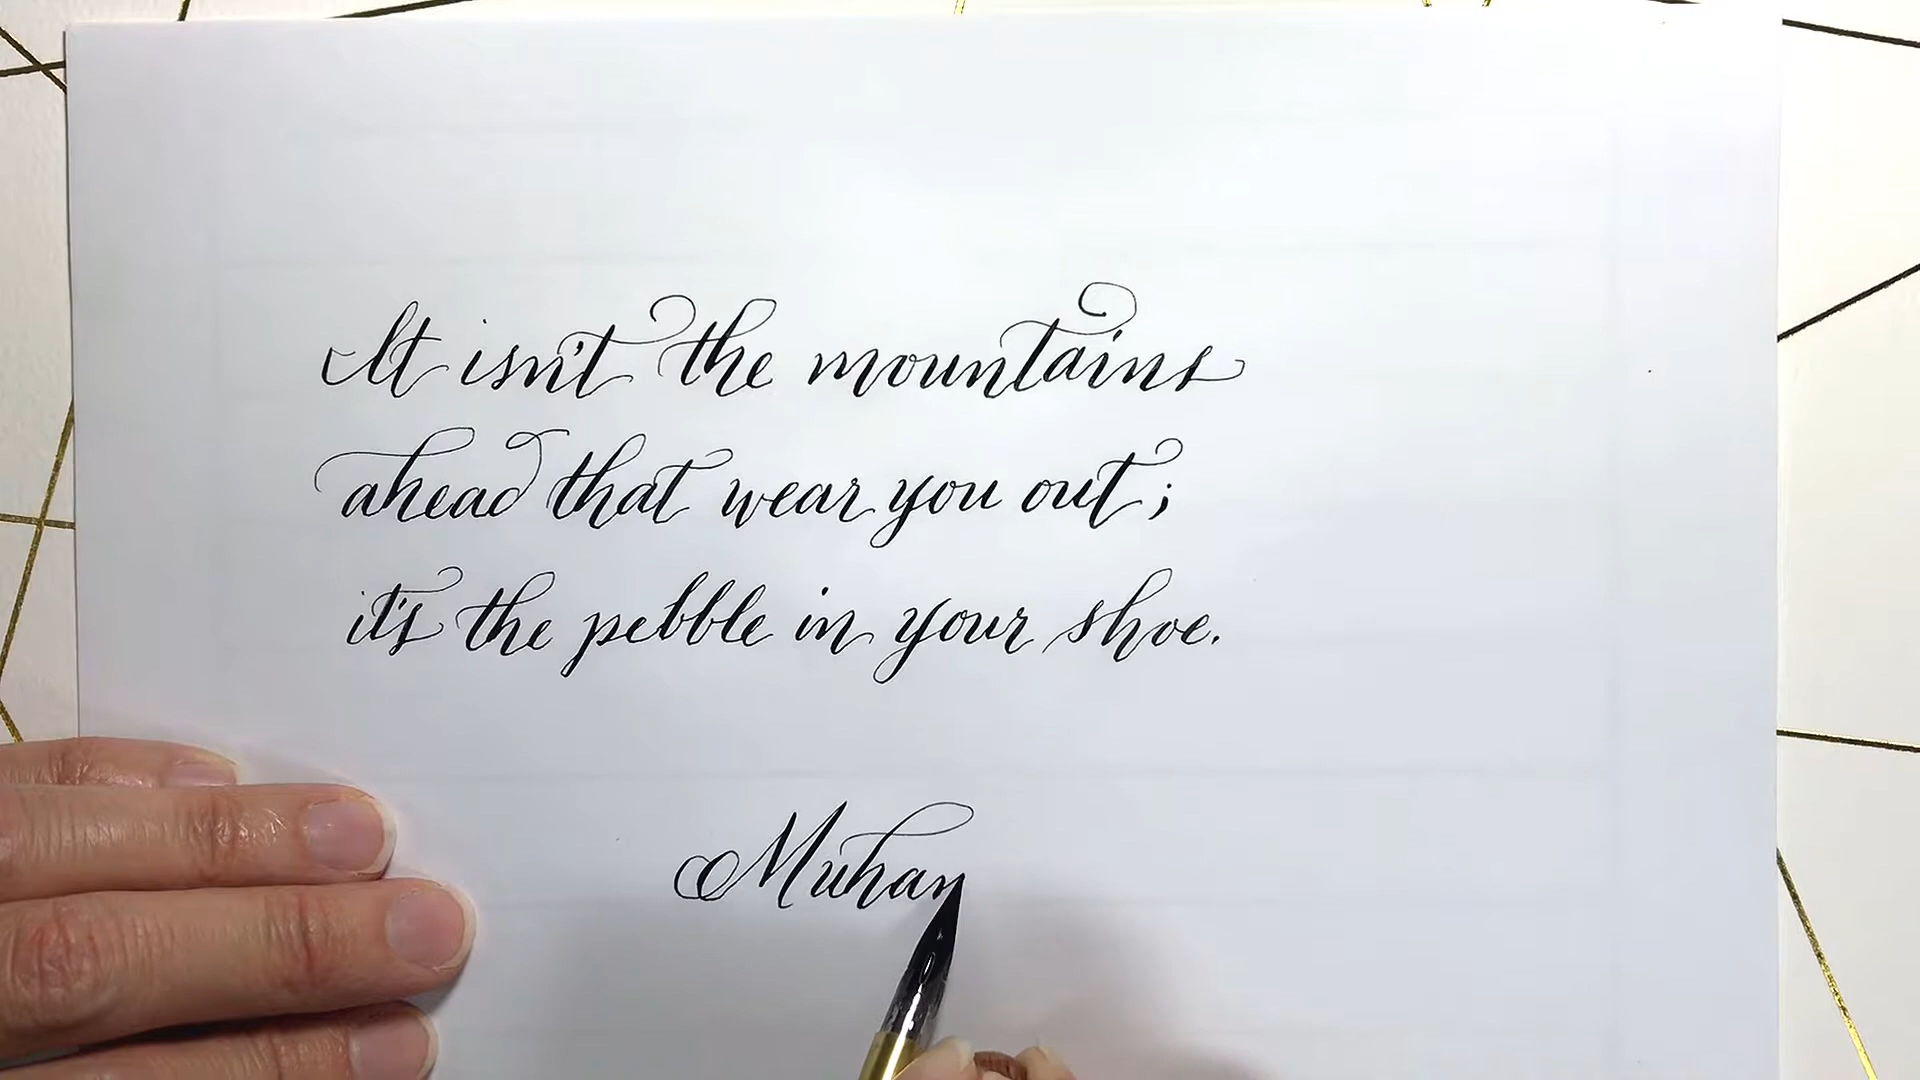 It isn't the mountains
ahead that wear you out;
it's the pebble in your shoe.
Muhan